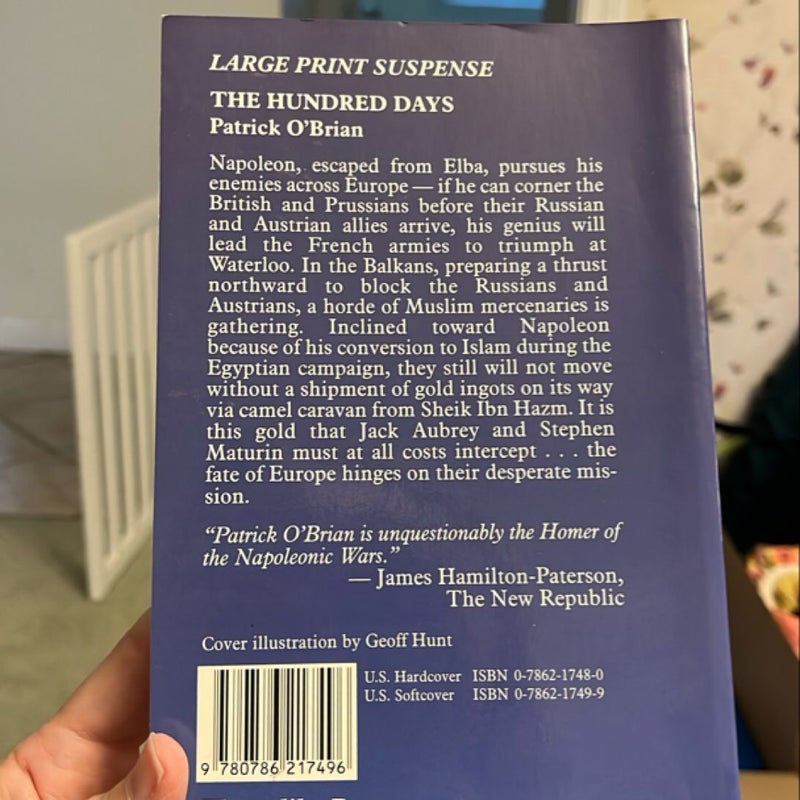 LARGE PRINT SUSPENSE
THE HUNDRED DAYS
Patrick O’Brian
Napoleon, escaped from Elba, pursues his
enemies across Europe — if he can corner the
British and Prussians before their Russian
and Austrian allies arrive, his genius will
lead the French armies to triumph at
Waterloo. In the Balkans, preparing a thrust
northward to block the Russians and
Austrians, a horde of Muslim mercenaries is
gathering. Inclined toward Napoleon
because of his conversion to Islam during the
Egyptian campaign, they still will not move
without a shipment of gold ingots on its way
via camel caravan from Sheik Ibn Hazm. It is
this gold that Jack Aubrey and Stephen
Maturin must at all costs intercept . . . the
fate of Europe hinges on their desperate mis-
sion.
“Patrick O’Brian is unquestionably the Homer of
the Napoleonic Wars.”
— James Hamilton-Paterson,
The New Republic
Cover illustration by Geoff Hunt
U.S. Hardcover ISBN 0-7862-1748-0
U.S. Softcover ISBN 0-7862-1749-9
9 780786 217496